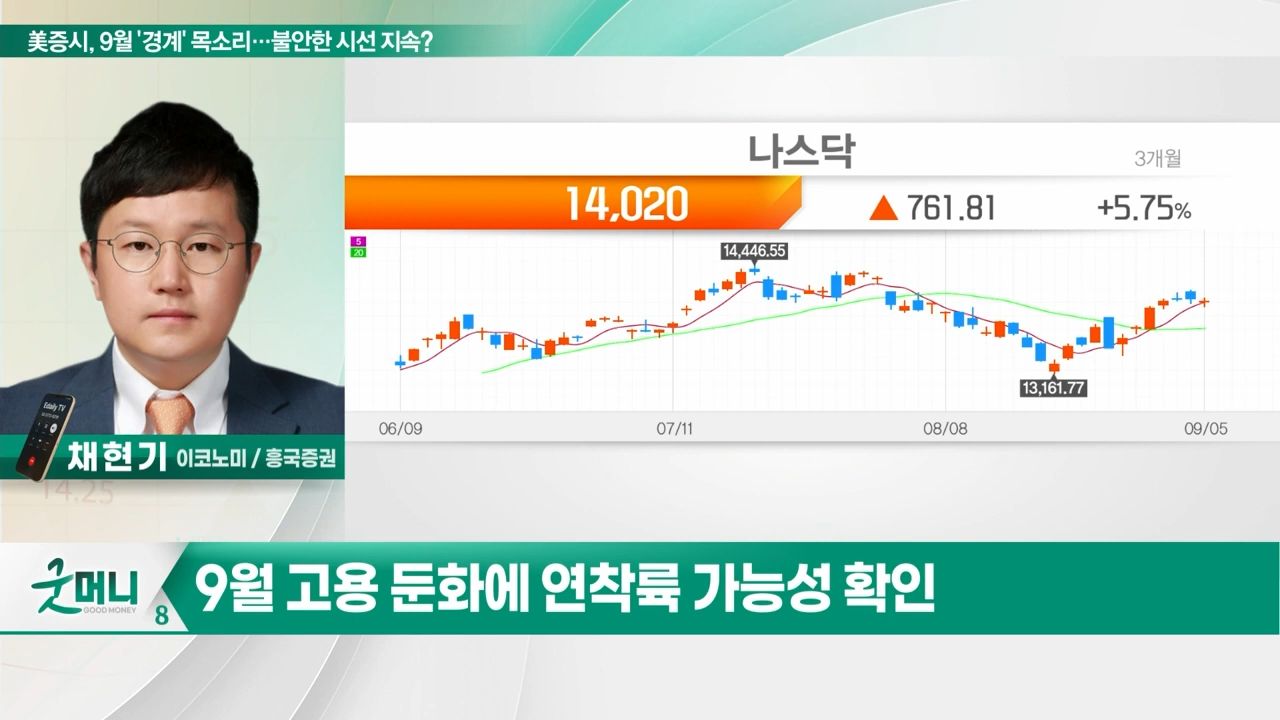 美증시, 9월 '경계' 목소리…불안한 시선 지속?
나스닥
3개월
14,020
▲ 761.81
+5.75%
5
20
14,446.55
13,161.77
06/09
07/11
08/08
09/05
Edaily TV
채현기 이코노미 / 흥국증권
14.25
굿머니
GOOD MONEY
8
9월 고용 둔화에 연착륙 가능성 확인